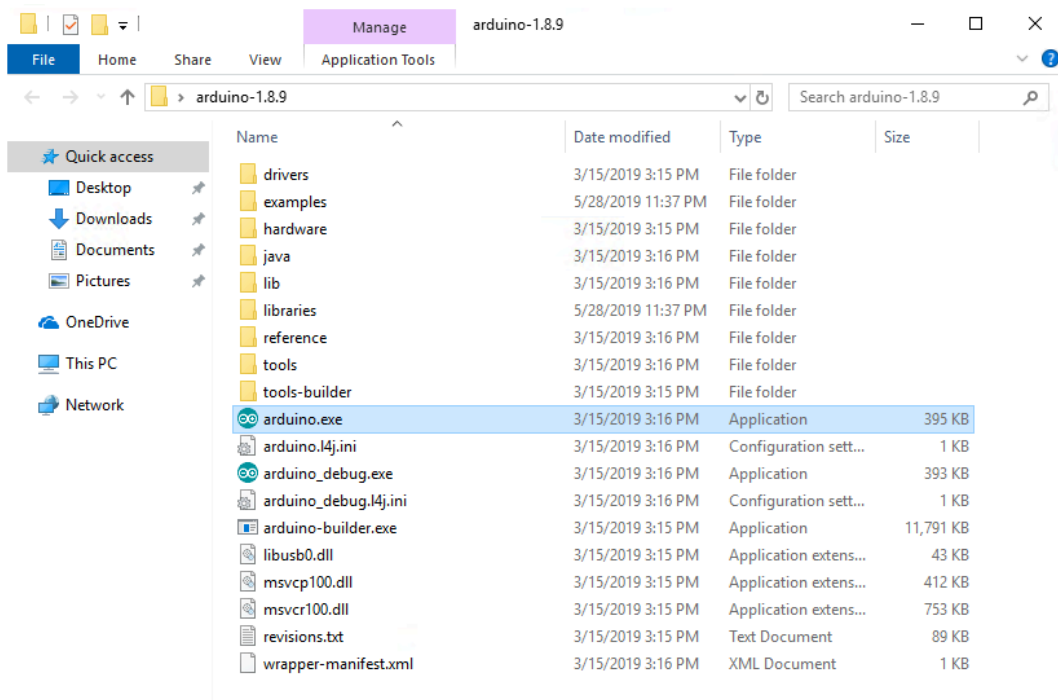 Manage
arduino-1.8.9
File Home Share View Application Tools
arduino-1.8.9
Search arduino-1.8.9
Quick access
Desktop
Downloads
Documents
Pictures
OneDrive
This PC
Network
Name Date modified Type Size
drivers 3/15/2019 3:15 PM File folder
examples 5/28/2019 11:37 PM File folder
hardware 3/15/2019 3:15 PM File folder
java 3/15/2019 3:16 PM File folder
lib 3/15/2019 3:16 PM File folder
libraries 5/28/2019 11:37 PM File folder
reference 3/15/2019 3:16 PM File folder
tools 3/15/2019 3:16 PM File folder
tools-builder 3/15/2019 3:15 PM File folder
arduino.exe 3/15/2019 3:16 PM Application 395 KB
arduino.l4j.ini 3/15/2019 3:16 PM Configuration sett... 1 KB
arduino_debug.exe 3/15/2019 3:16 PM Application 393 KB
arduino_debug.l4j.ini 3/15/2019 3:16 PM Configuration sett... 1 KB
arduino-builder.exe 3/15/2019 3:15 PM Application 11,791 KB
libusb0.dll 3/15/2019 3:15 PM Application extens... 43 KB
msvcp100.dll 3/15/2019 3:15 PM Application extens... 412 KB
msvcr100.dll 3/15/2019 3:15 PM Application extens... 753 KB
revisions.txt 3/15/2019 3:15 PM Text Document 89 KB
wrapper-manifest.xml 3/15/2019 3:16 PM XML Document 1 KB